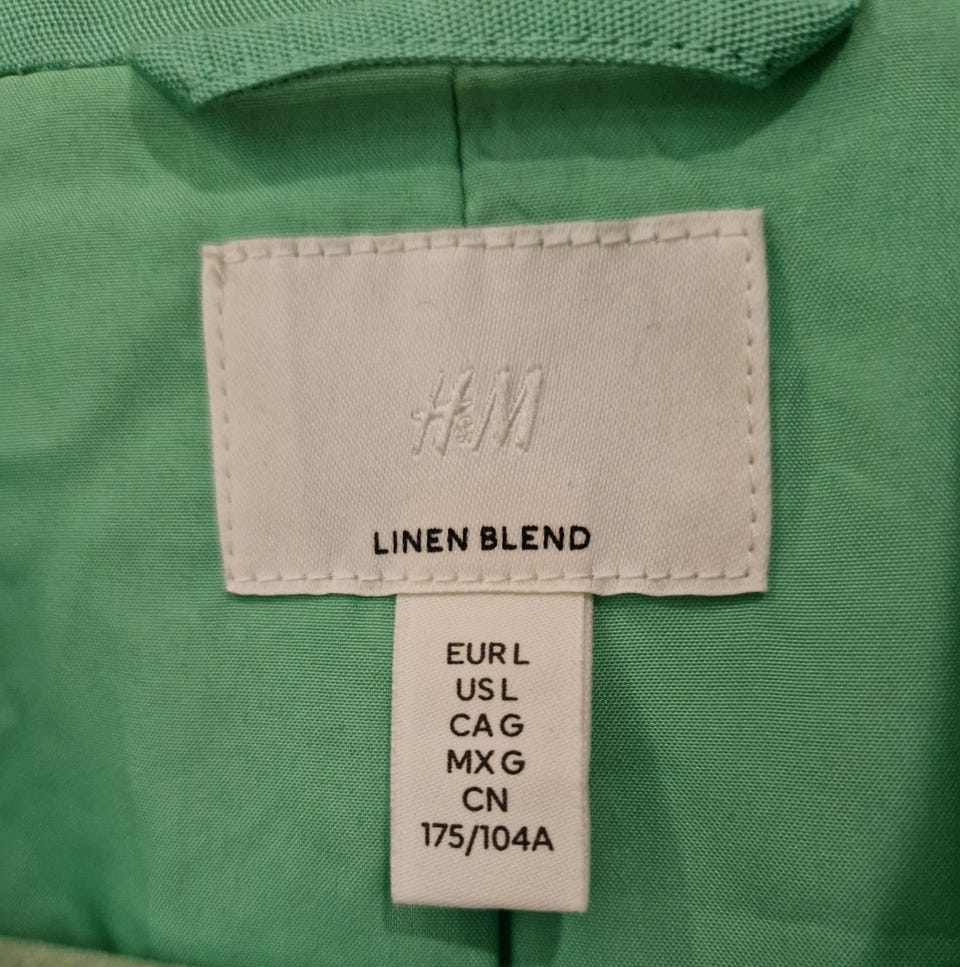 H&M
LINEN BLEND
EUR L
US L
CA G
MX G
CN
175/104A